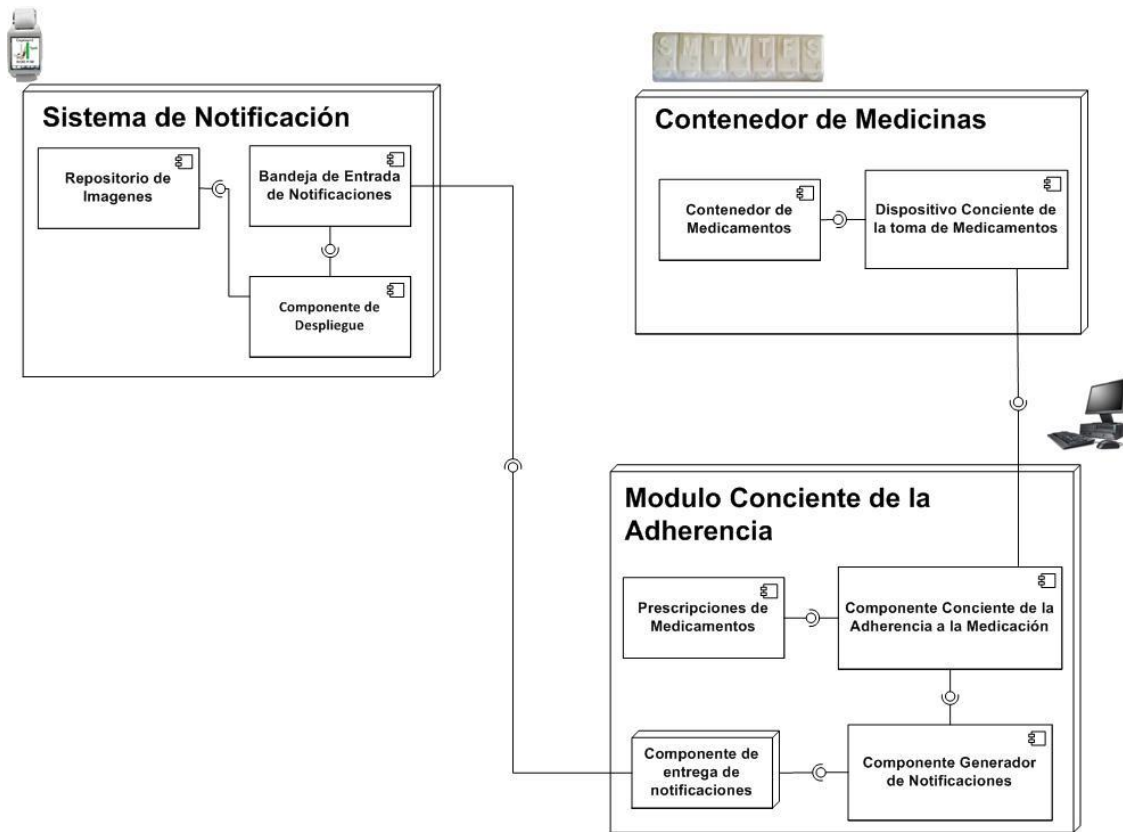 Sistema de Notificación
Repositorio de
Imagenes
Bandeja de Entrada
de Notificaciones
Componente de
Despliegue
S M T W T F S
Contenedor de Medicinas
Contenedor de
Medicamentos
Dispositivo Conciente de
la toma de Medicamentos
Modulo Conciente de la
Adherencia
Prescripciones de
Medicamentos
Componente Conciente de la
Adherencia a la Medicación
Componente de
entrega de
notificaciones
Componente Generador
de Notificaciones